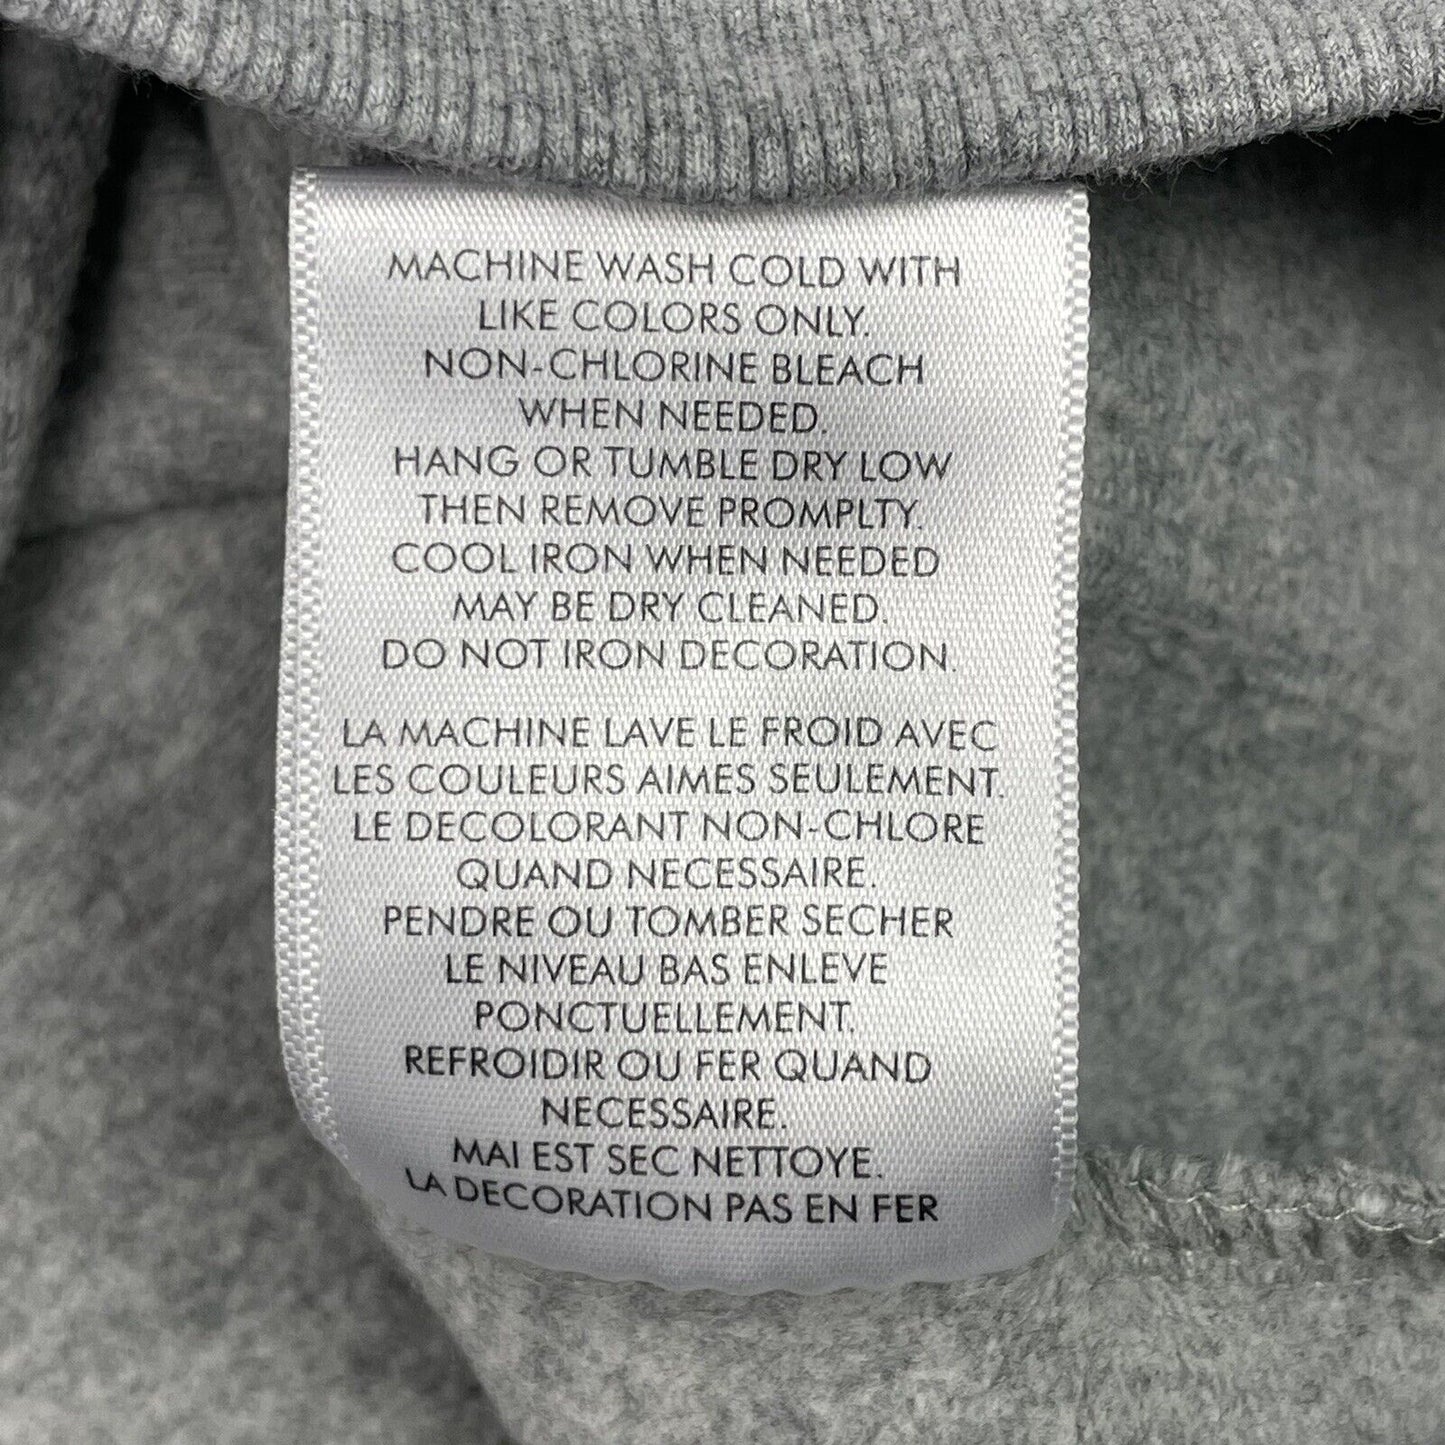 MACHINE WASH COLD WITH
LIKE COLORS ONLY.
NON-CHLORINE BLEACH
WHEN NEEDED.
HANG OR TUMBLE DRY LOW
THEN REMOVE PROMPLTY.
COOL IRON WHEN NEEDED
MAY BE DRY CLEANED.
DO NOT IRON DECORATION.
LA MACHINE LAVE LE FROID AVEC
LES COULEURS AIMES SEULEMENT.
LE DECOLORANT NON-CHLORE
QUAND NECESSAIRE.
PENDRE OU TOMBER SECHER
LE NIVEAU BAS ENLEVE
PONCTUELLEMENT.
REFROIDIR OU FER QUAND
NECESSAIRE.
MAI EST SEC NETTOYE.
LA DECORATION PAS EN FER